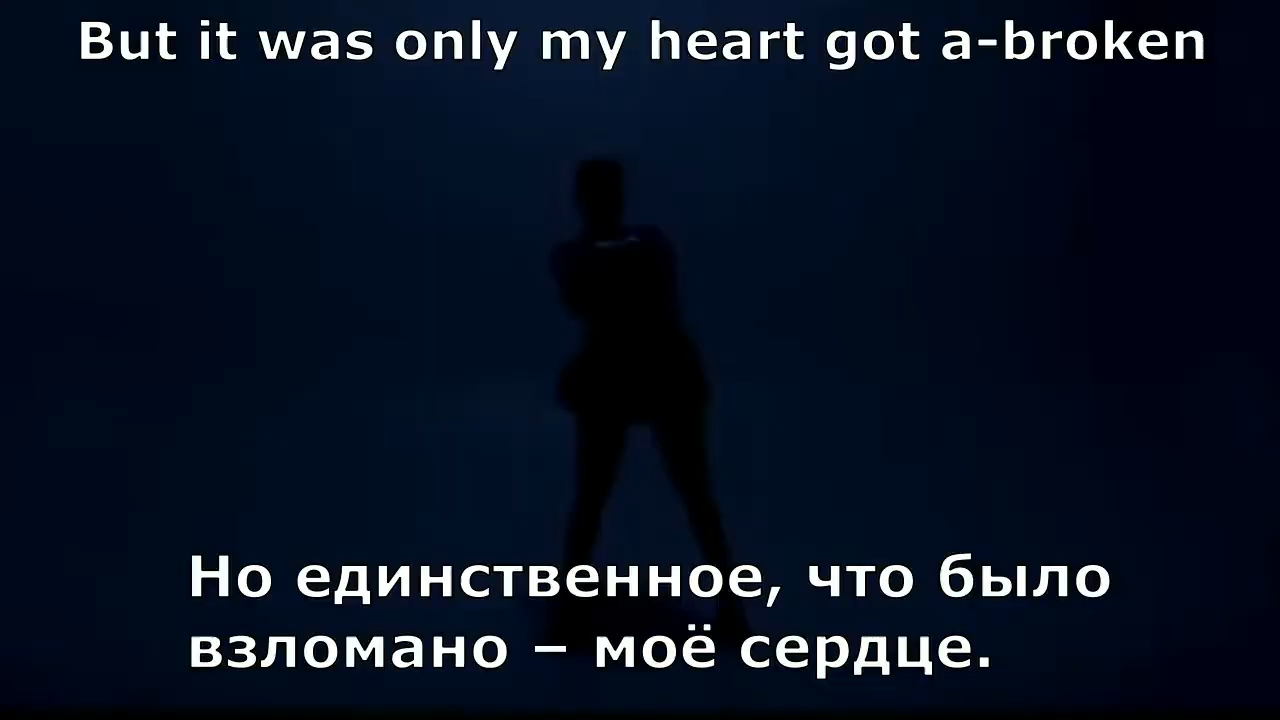 But it was only my heart got a-broken
Но единственное, что было
взломано – моё сердце.